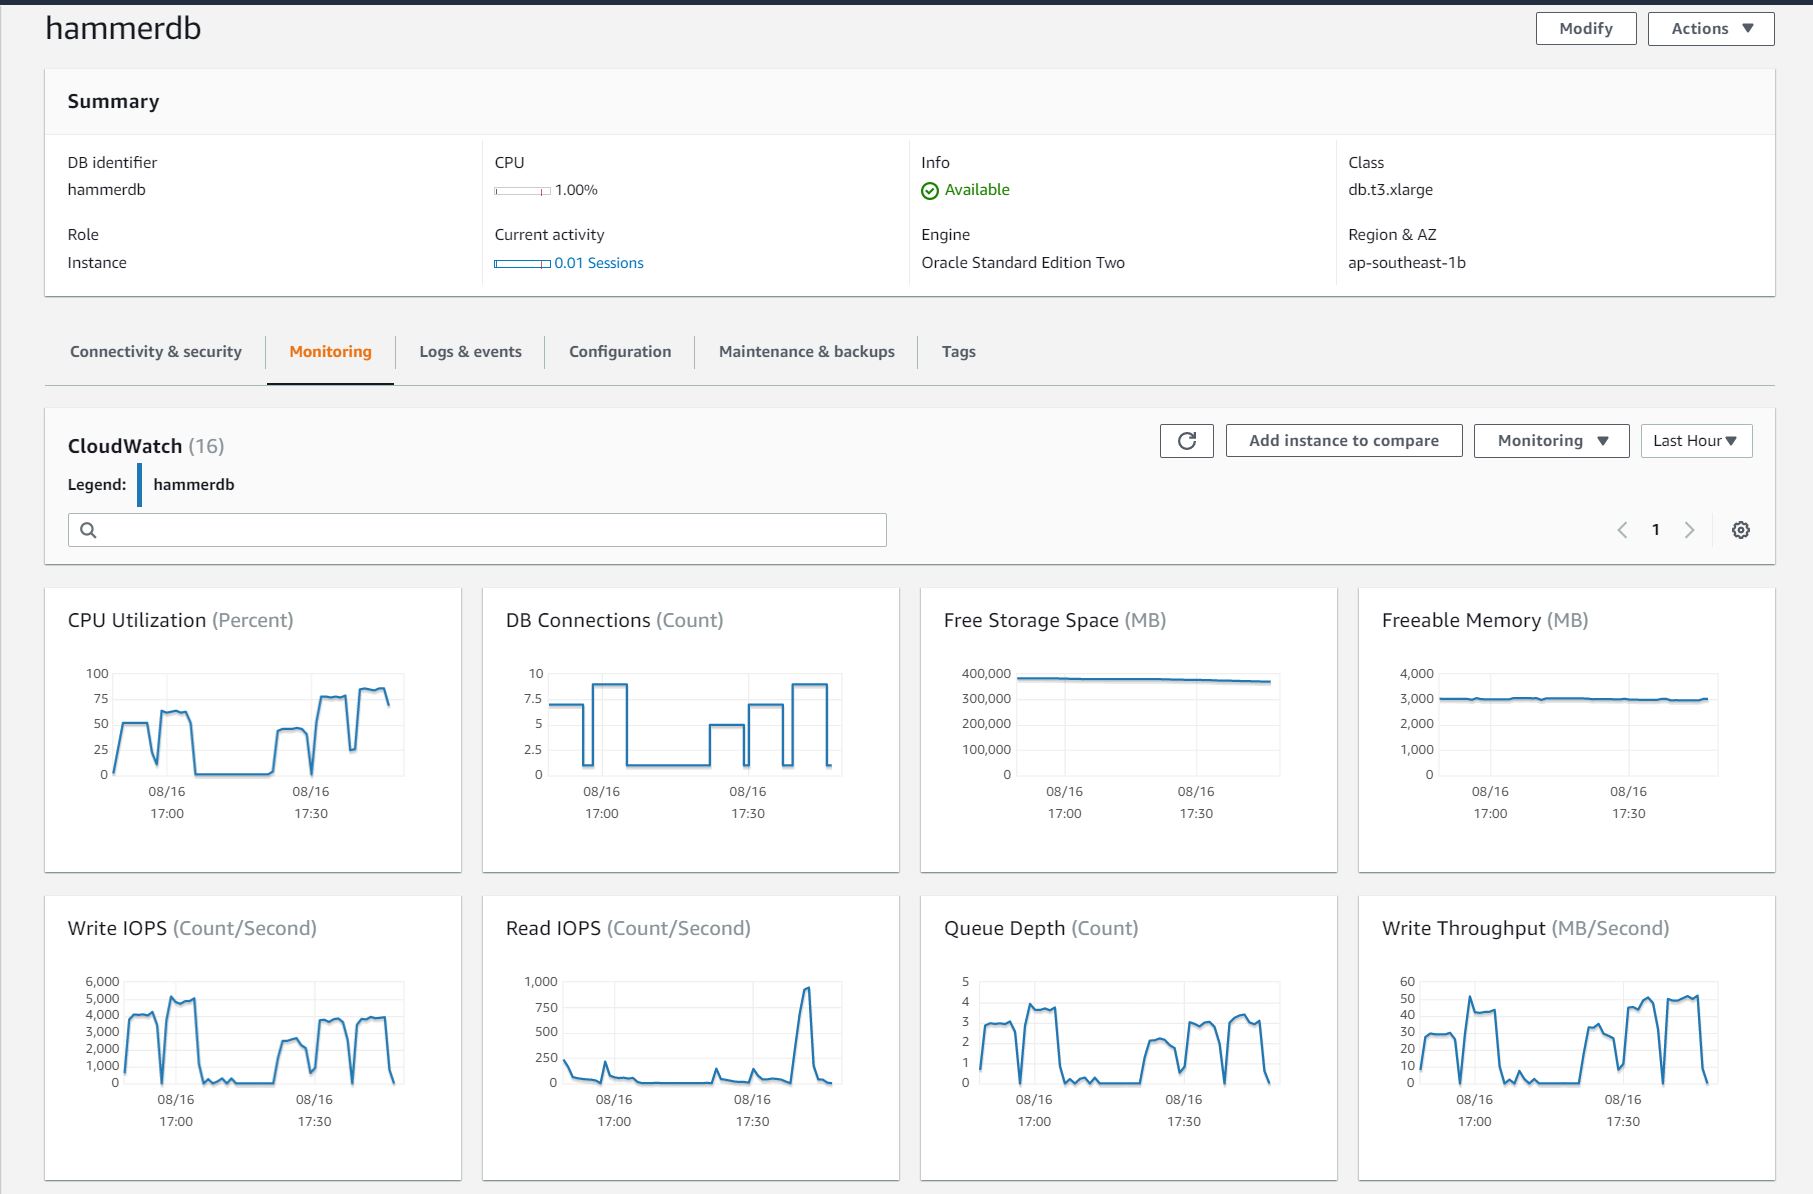 hammerdb
Modify
Actions
Summary
DB identifier
hammerdb
CPU
1.00%
Info
Available
Class
db.t3.xlarge
Role
Instance
Current activity
0.01 Sessions
Engine
Oracle Standard Edition Two
Region & AZ
ap-southeast-1b
Connectivity & security
Monitoring
Logs & events
Configuration
Maintenance & backups
Tags
CloudWatch (16)
Add instance to compare
Monitoring
Last Hour
Legend:
hammerdb
1
CPU Utilization (Percent)
100
75
50
25
0
08/16
17:00
08/16
17:30
DB Connections (Count)
10
7.5
5
2.5
0
08/16
17:00
08/16
17:30
Free Storage Space (MB)
400,000
300,000
200,000
100,000
0
08/16
17:00
08/16
17:30
Freeable Memory (MB)
4,000
3,000
2,000
1,000
0
08/16
17:00
08/16
17:30
Write IOPS (Count/Second)
6,000
5,000
4,000
3,000
2,000
1,000
0
08/16
17:00
08/16
17:30
Read IOPS (Count/Second)
1,000
750
500
250
0
08/16
17:00
08/16
17:30
Queue Depth (Count)
5
4
3
2
1
0
08/16
17:00
08/16
17:30
Write Throughput (MB/Second)
60
50
40
30
20
10
0
08/16
17:00
08/16
17:30